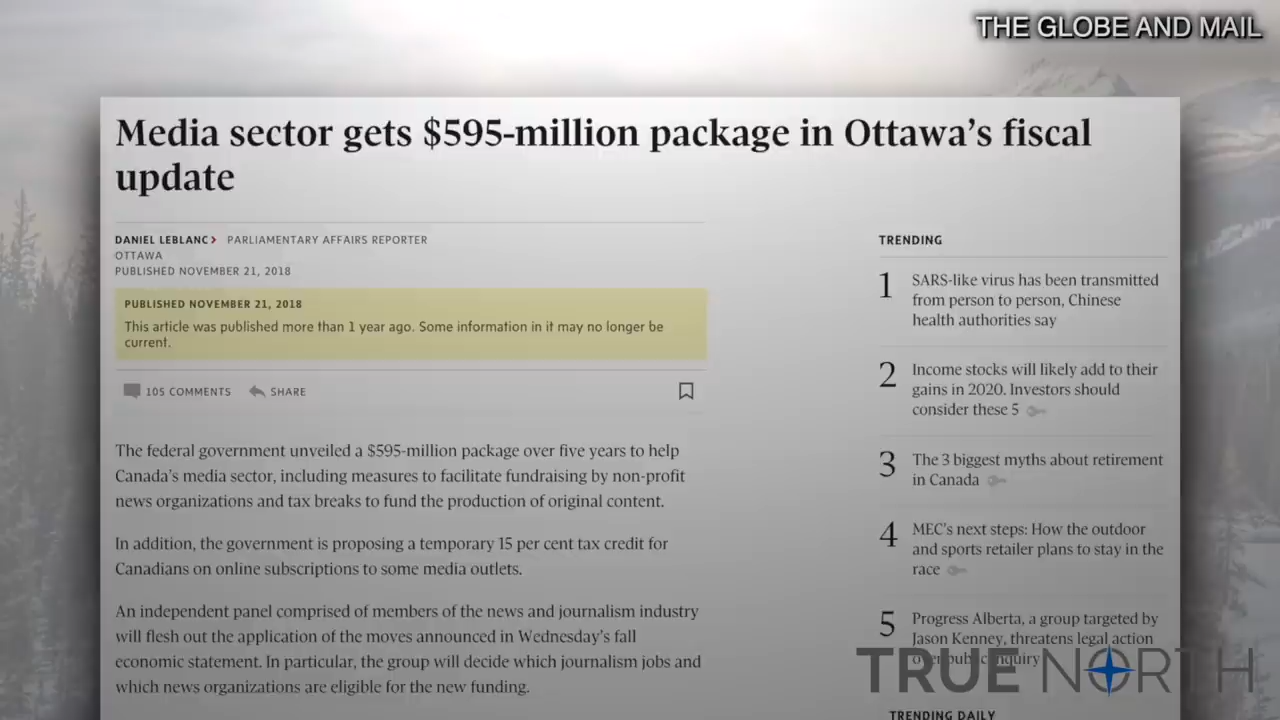 THE GLOBE AND MAIL
Media sector gets $595-million package in Ottawa’s fiscal
update
DANIEL LEBLANC > PARLIAMENTARY AFFAIRS REPORTER
OTTAWA
PUBLISHED NOVEMBER 21, 2018
PUBLISHED NOVEMBER 21, 2018
This article was published more than 1 year ago. Some information in it may no longer be
current.
105 COMMENTS SHARE
The federal government unveiled a $595-million package over five years to help
Canada’s media sector, including measures to facilitate fundraising by non-profit
news organizations and tax breaks to fund the production of original content.
In addition, the government is proposing a temporary 15 per cent tax credit for
Canadians on online subscriptions to some media outlets.
An independent panel comprised of members of the news and journalism industry
will flesh out the application of the moves announced in Wednesday’s fall
economic statement. In particular, the group will decide which journalism jobs and
which news organizations are eligible for the new funding.
TRENDING
1 SARS-like virus has been transmitted
from person to person, Chinese
health authorities say
2 Income stocks will likely add to their
gains in 2020. Investors should
consider these 5
3 The 3 biggest myths about retirement
in Canada
4 MEC’s next steps: How the outdoor
and sports retailer plans to stay in the
race
5 Progress Alberta, a group targeted by
Jason Kenney, threatens legal action
over public inquiry
TRUE NORTH
TRENDING DAILY